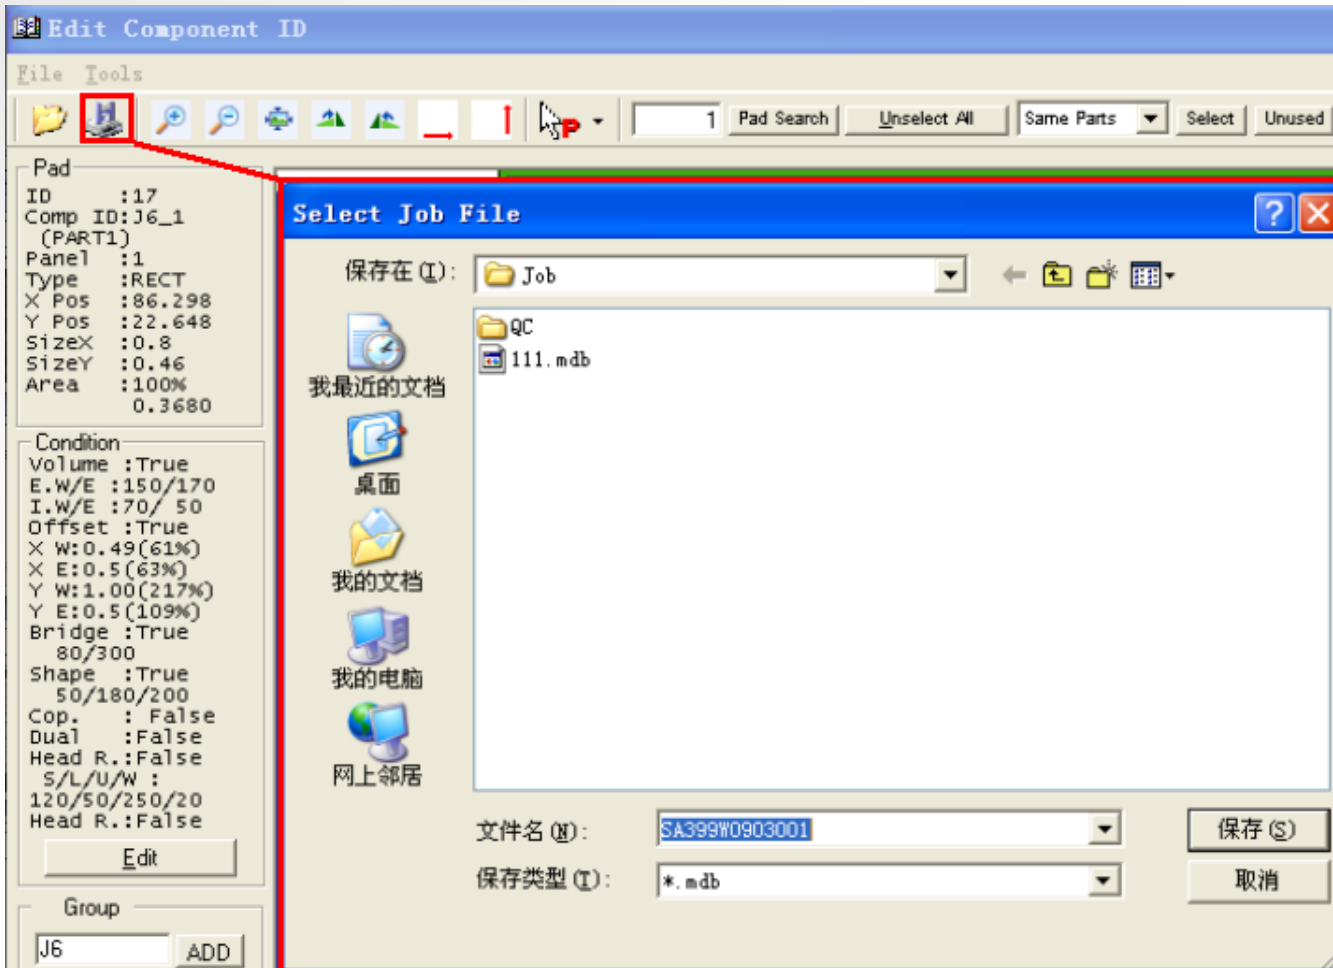 Edit Component ID
File Tools
1 Pad Search Unselect All Same Parts Select Unused
Pad
ID :17
Comp ID:J6_1
(PART1)
Panel :1
Type :RECT
X Pos :86.298
Y Pos :22.648
SizeX :0.8
SizeY :0.46
Area :100%
0.3680
Condition
Volume :True
E.W/E :150/170
I.W/E :70/ 50
Offset :True
X W:0.49(61%)
X E:0.5(63%)
Y W:1.00(217%)
Y E:0.5(109%)
Bridge :True
80/300
Shape :True
50/180/200
Cop. : False
Dual :False
Head R.:False
S/L/U/W :
120/50/250/20
Head R.:False
Edit
Group
J6 ADD
Select Job File
保存在(I): Job
QC
111.mdb
我最近的文档
桌面
我的文档
我的电脑
网上邻居
文件名(N): SA399W0903001 保存(S)
保存类型(T): *.mdb 取消